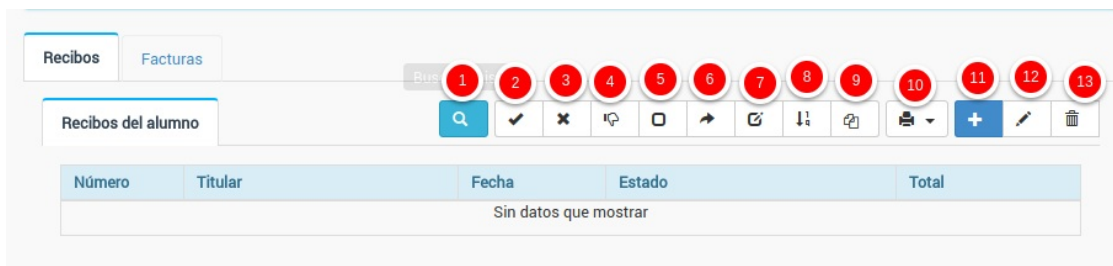 Recibos Facturas
1 2 3 4 5 6 7 8 9 10 11 12 13
Recibos del alumno
Número Titular Fecha Estado Total
Sin datos que mostrar